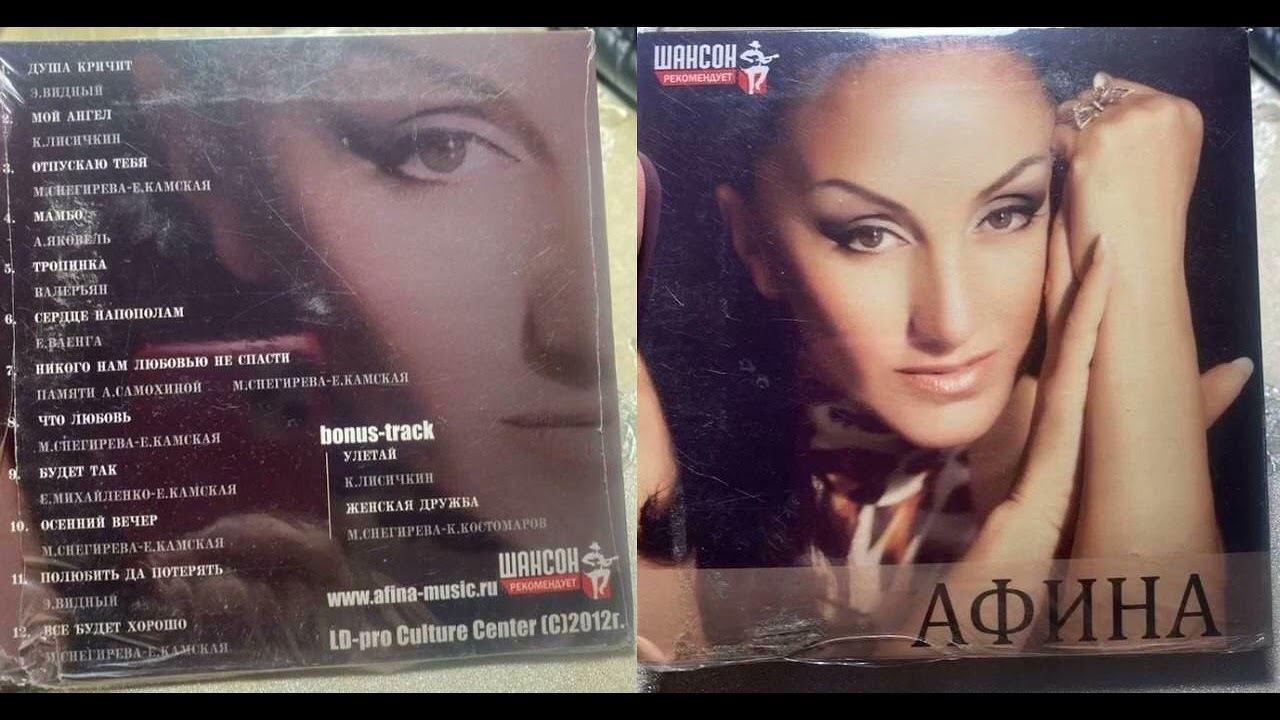 1. ДУША КРИЧИТ
Э.ВИДНЫЙ
2. МОЙ АНГЕЛ
К.ЛИСИЧКИН
3. ОТПУСКАЮ ТЕБЯ
М.СНЕГИРЕВА-Е.КАМСКАЯ
4. МАМБО
А.ЯКОВЕЛЬ
5. ТРОПИНКА
ВАЛЕРЬЯН
6. СЕРДЦЕ НАПОПОЛАМ
Е.ВАЕНГА
7. НИКОГО НАМ ЛЮБОВЬЮ НЕ СПАСТИ
ПАМЯТИ А.САМОХИНОЙ М.СНЕГИРЕВА-Е.КАМСКАЯ
8. ЧТО ЛЮБОВЬ
М.СНЕГИРЕВА-Е.КАМСКАЯ
9. БУДЕТ ТАК
Е.МИХАЙЛЕНКО-Е.КАМСКАЯ
10. ОСЕННИЙ ВЕЧЕР
М.СНЕГИРЕВА-Е.КАМСКАЯ
11. ПОЛЮБИТЬ ДА ПОТЕРЯТЬ
Э.ВИДНЫЙ
12. ВСЕ БУДЕТ ХОРОШО
М.СНЕГИРЕВА-Е.КАМСКАЯ
bonus-track
УЛЕТАЙ
К.ЛИСИЧКИН
ЖЕНСКАЯ ДРУЖБА
М.СНЕГИРЕВА-К.КОСТОМАРОВ
ШАНСОН
РЕКОМЕНДУЕТ
www.afina-music.ru
LD-pro Culture Center (C)2012г.
ШАНСОН
РЕКОМЕНДУЕТ
АФИНА